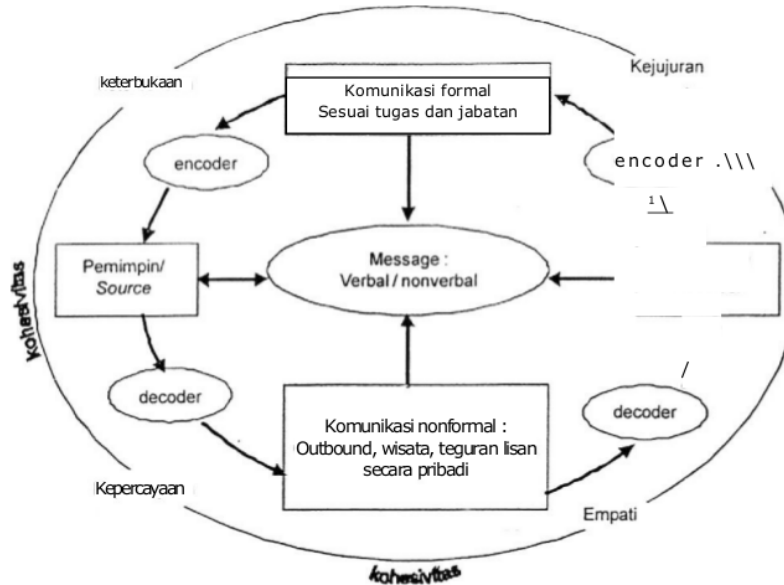 keterbukaan
Kejujuran
Komunikasi formal
Sesuai tugas dan jabatan
encoder
encoder .\\\
1 \
Pemimpin/
Source
Message :
Verbal / nonverbal
kohesivitas
/
decoder
decoder
Komunikasi nonformal :
Outbound, wisata, teguran lisan
secara pribadi
Kepercayaan
Empati
kohesivitas